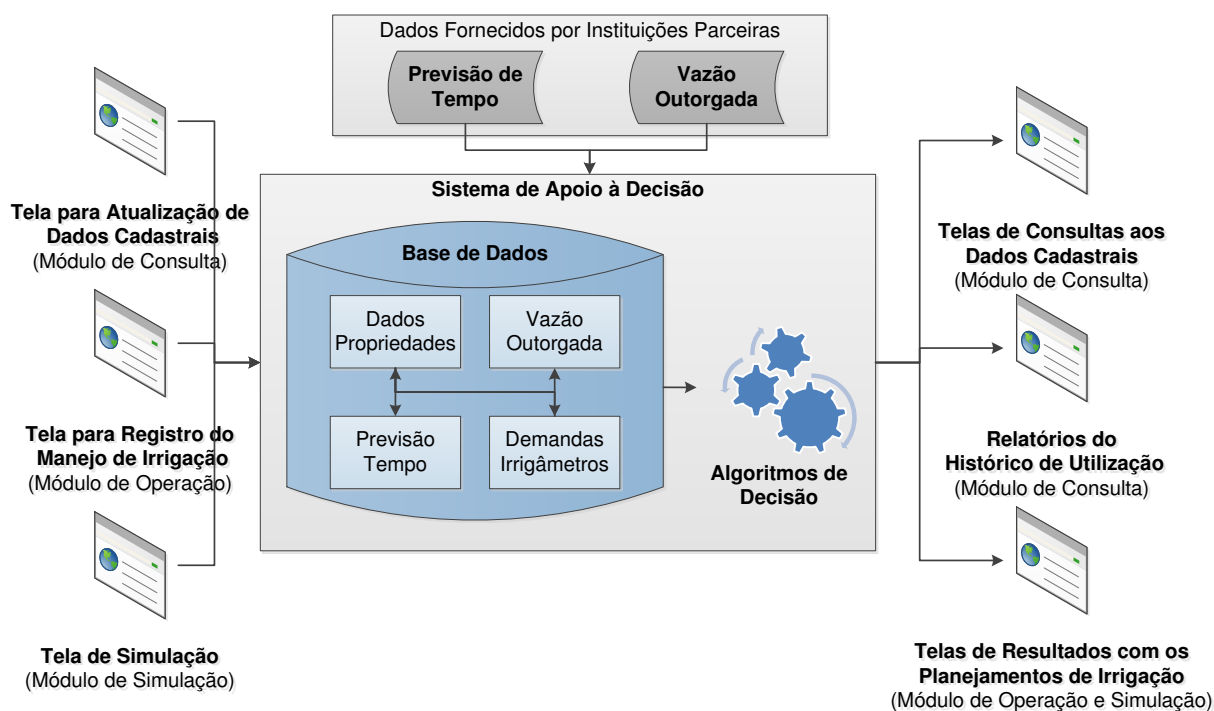 Dados Fornecidos por Instituições Parceiras
Previsão de
Tempo
Vazão
Outorgada
Tela para Atualização de
Dados Cadastrais
(Módulo de Consulta)
Tela para Registro do
Manejo de Irrigação
(Módulo de Operação)
Tela de Simulação
(Módulo de Simulação)
Sistema de Apoio à Decisão
Base de Dados
Dados
Propriedades
Vazão
Outorgada
Previsão
Tempo
Demandas
Irrigâmetros
Algoritmos de
Decisão
Telas de Consultas aos
Dados Cadastrais
(Módulo de Consulta)
Relatórios do
Histórico de Utilização
(Módulo de Consulta)
Telas de Resultados com os
Planejamentos de Irrigação
(Módulo de Operação e Simulação)